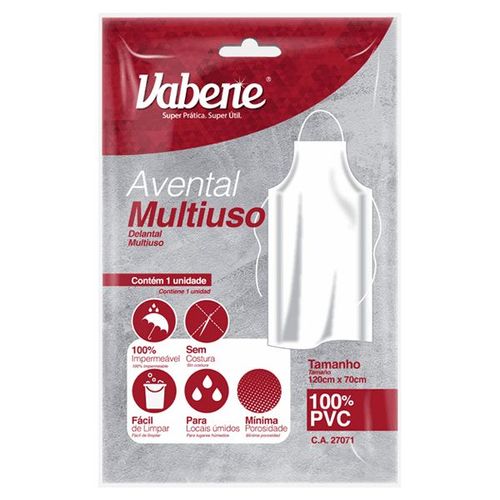 Vabene®
Super Prática. Super Útil.
Avental
Multiuso
Delantal
Multiuso
Contém 1 unidade
Contiene 1 unidad
100%
Impermeável
100% Impermeable
Sem
Costura
Sin costura
Fácil
de Limpar
Facil de limpiar
Para
Locais úmidos
Para lugares húmedos
Mínima
Porosidade
Mínima porosidad
Tamanho
Tamaño
120cm x 70cm
100%
PVC
C.A. 27071